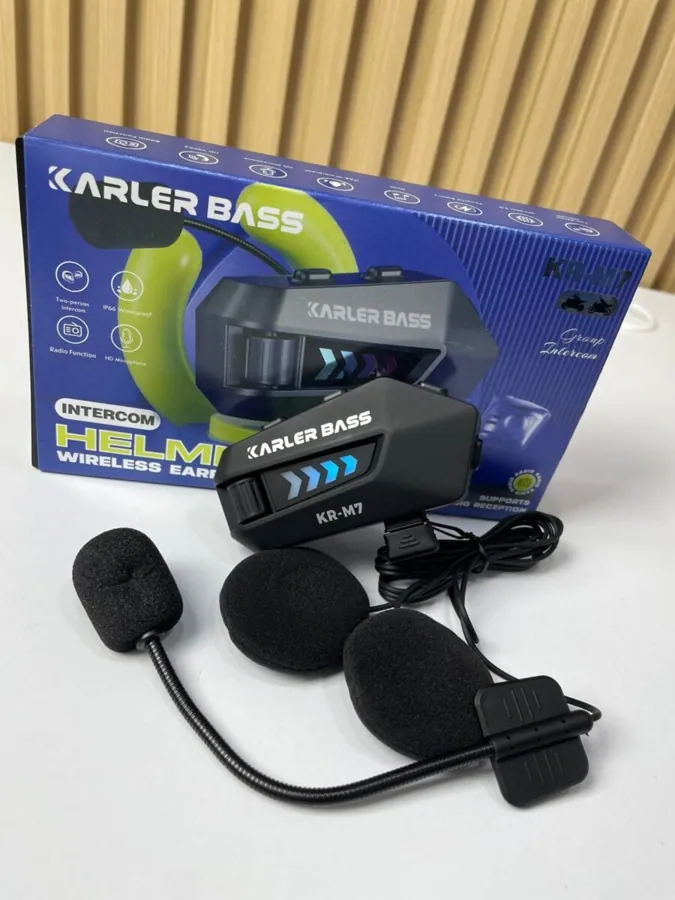 KARLER BASS
KR-M7
Group
Intercom
Two-person
Intercom
IP66 Waterproof
Radio Function
HD Microphone
KARLER BASS
INTERCOM
HELM
WIRELESS EAR
SUPPORTS
RECEPTION
KARLER BASS
KR-M7